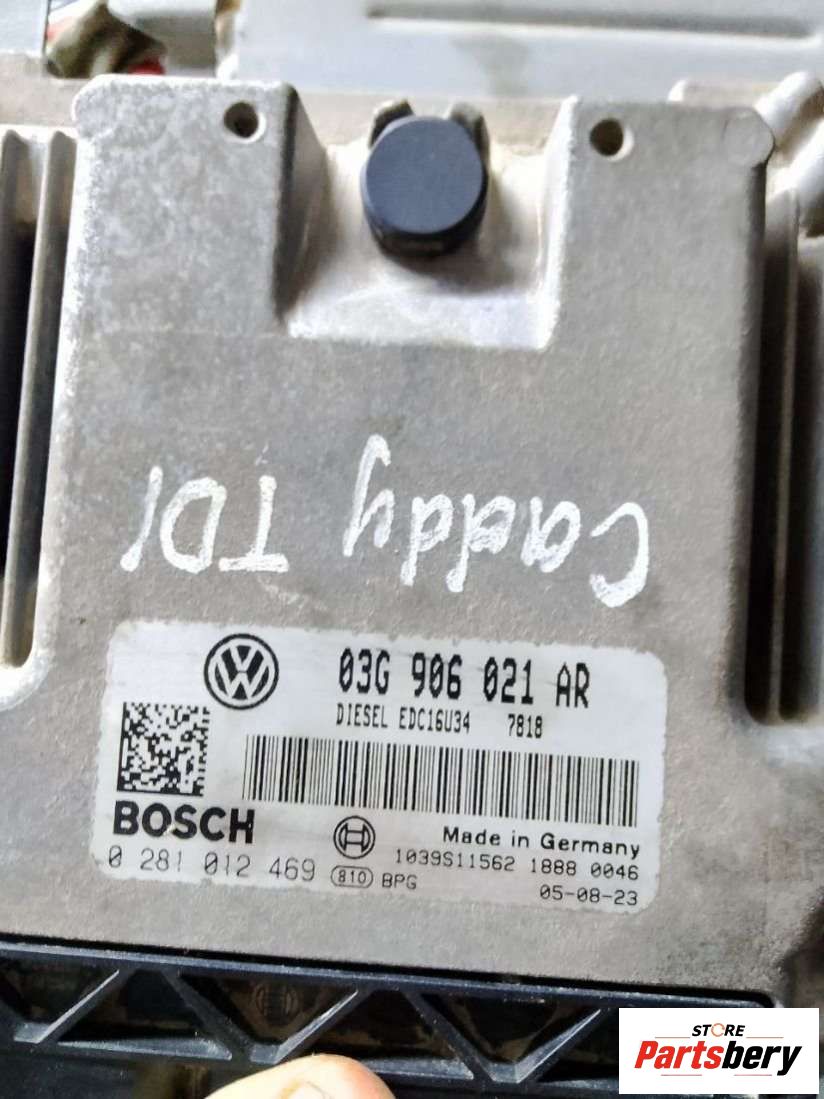 Caddy TDI
03G 906 021 AR
DIESEL EDC16U34 7818
BOSCH
Made in Germany
0 281 012 469 810 BPG
1039S11562 1888 0046
05-08-23
STORE
Partsbery